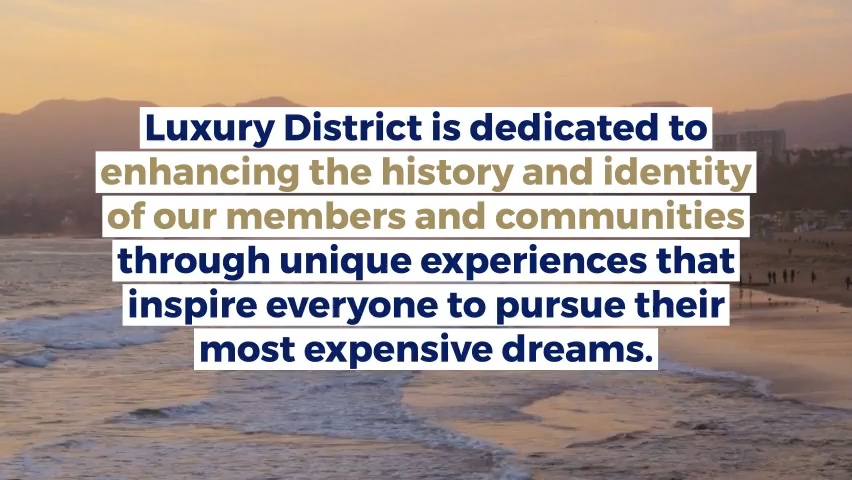 Luxury District is dedicated to
enhancing the history and identity
of our members and communities
through unique experiences that
inspire everyone to pursue their
most expensive dreams.